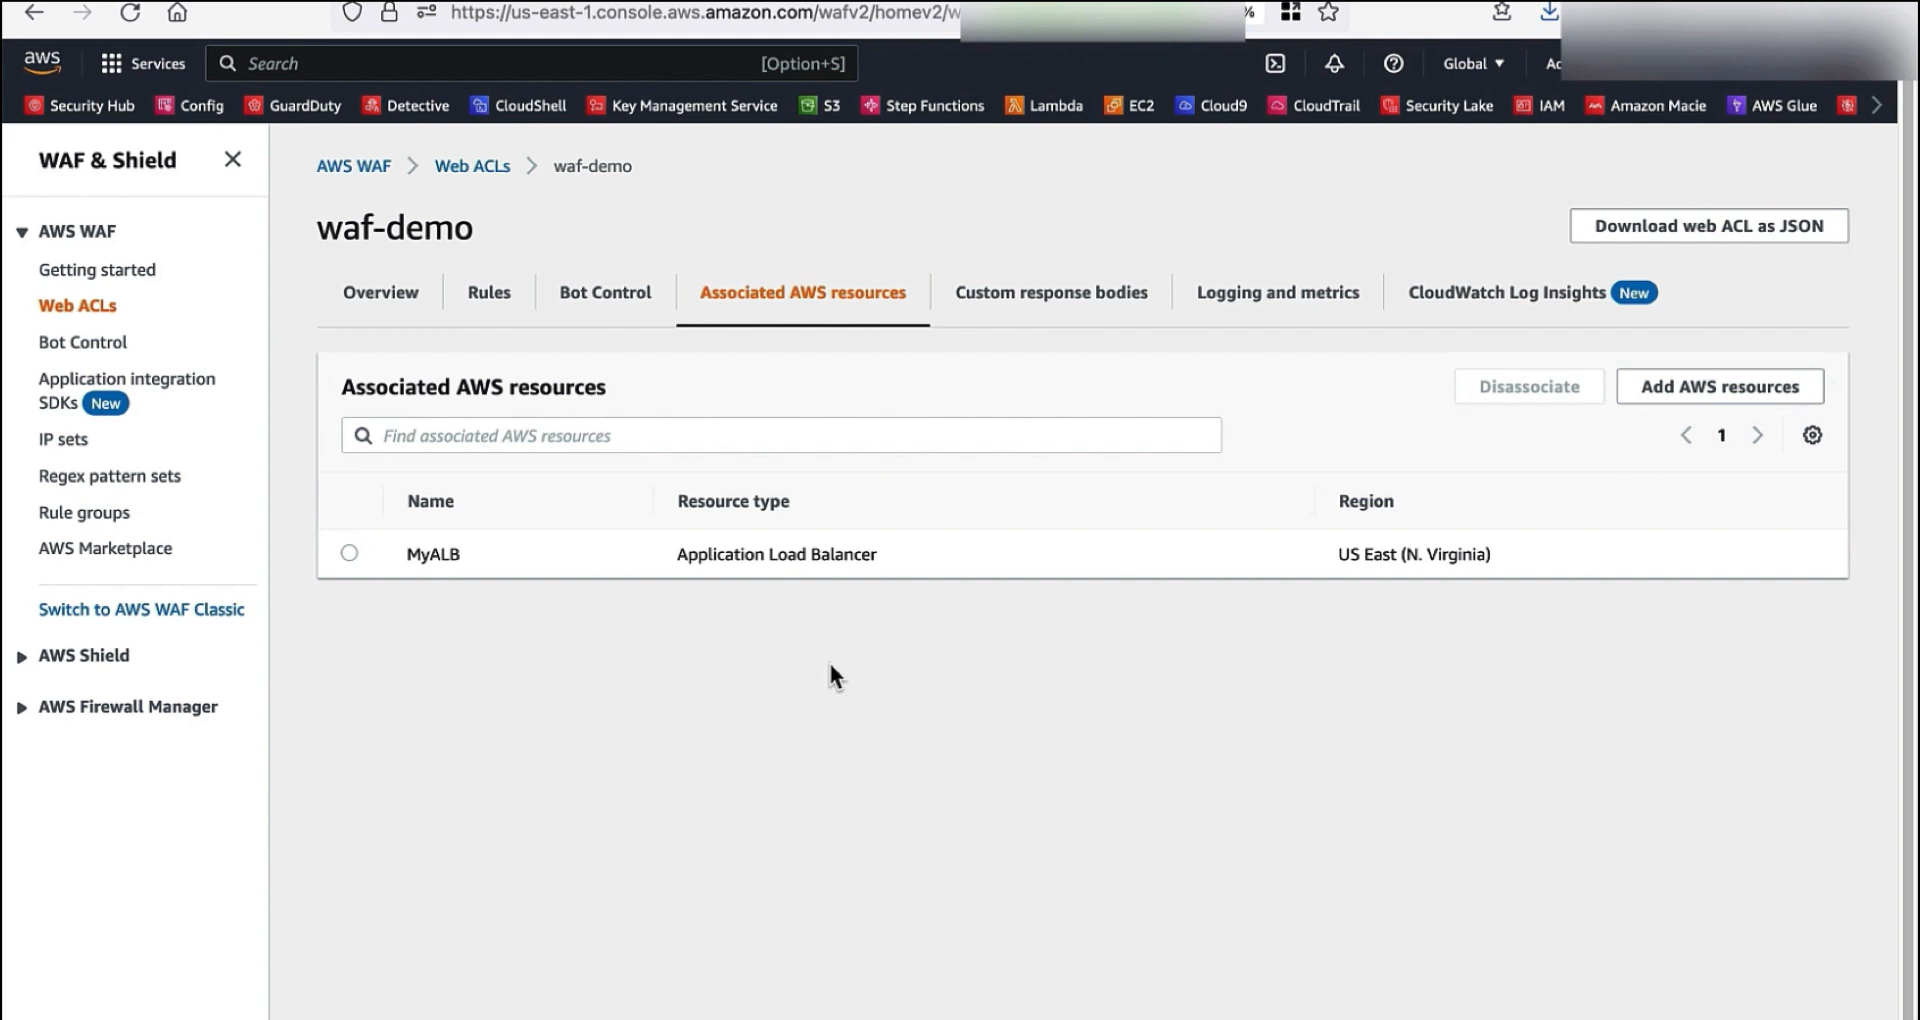 https://us-east-1.console.aws.amazon.com/wafv2/homev2/w %
aws Services Search [Option+S] Global
Security Hub Config GuardDuty Detective CloudShell Key Management Service S3 Step Functions Lambda EC2 Cloud9 CloudTrail Security Lake IAM Amazon Macie AWS Glue
WAF & Shield
AWS WAF
Getting started
Web ACLs
Bot Control
Application integration
SDKs New
IP sets
Regex pattern sets
Rule groups
AWS Marketplace
Switch to AWS WAF Classic
AWS Shield
AWS Firewall Manager
AWS WAF Web ACLs waf-demo
waf-demo Download web ACL as JSON
Overview Rules Bot Control Associated AWS resources Custom response bodies Logging and metrics CloudWatch Log Insights New
Associated AWS resources Disassociate Add AWS resources
Find associated AWS resources 1
Name Resource type Region
MyALB Application Load Balancer US East (N. Virginia)